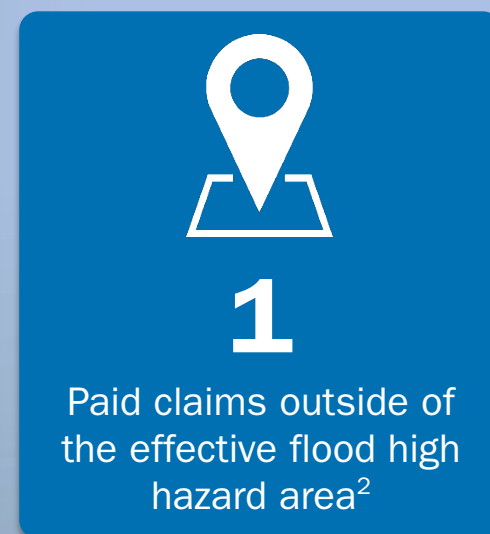 1
Paid claims outside of
the effective flood high
hazard area²